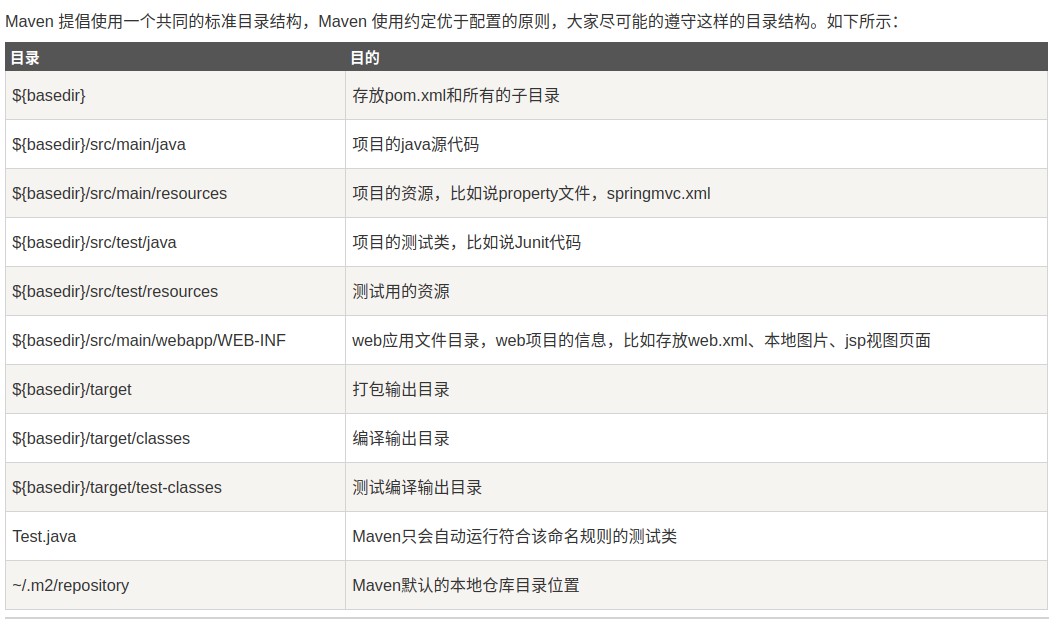 Maven 提倡使用一个共同的标准目录结构，Maven 使用约定优于配置的原则，大家尽可能的遵守这样的目录结构。如下所示：
目录 目的
${basedir} 存放pom.xml和所有的子目录
${basedir}/src/main/java 项目的java源代码
${basedir}/src/main/resources 项目的资源，比如说property文件，springmvc.xml
${basedir}/src/test/java 项目的测试类，比如说Junit代码
${basedir}/src/test/resources 测试用的资源
${basedir}/src/main/webapp/WEB-INF web应用文件目录，web项目的信息，比如存放web.xml、本地图片、jsp视图页面
${basedir}/target 打包输出目录
${basedir}/target/classes 编译输出目录
${basedir}/target/test-classes 测试编译输出目录
Test.java Maven只会自动运行符合该命名规则的测试类
~/.m2/repository Maven默认的本地仓库目录位置